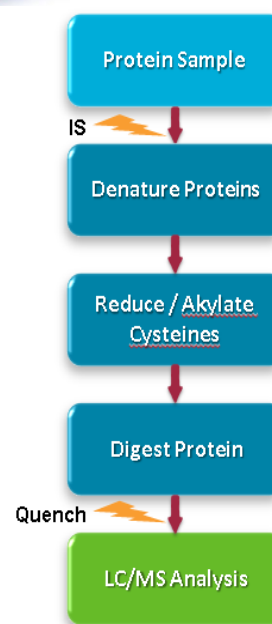 Protein Sample
IS
Denature Proteins
Reduce / Akylate
Cysteines
Digest Protein
Quench
LC/MS Analysis